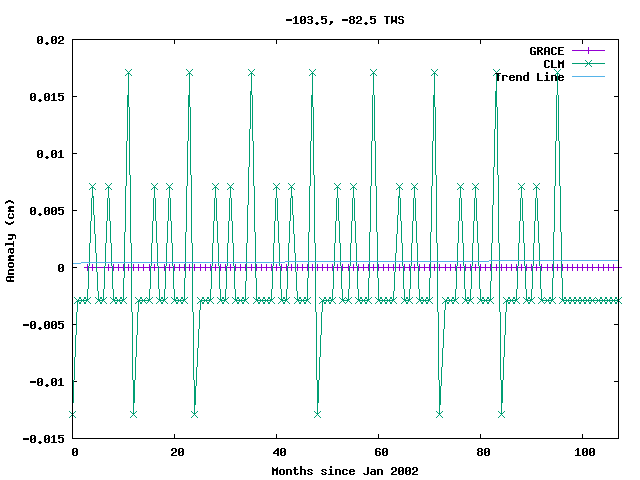 -103.5, -82.5 TWS
GRACE
CLM
Trend Line
0.02
0.015
0.01
0.005
0
-0.005
-0.01
-0.015
Anomaly (cm)
0 20 40 60 80 100
Months since Jan 2002